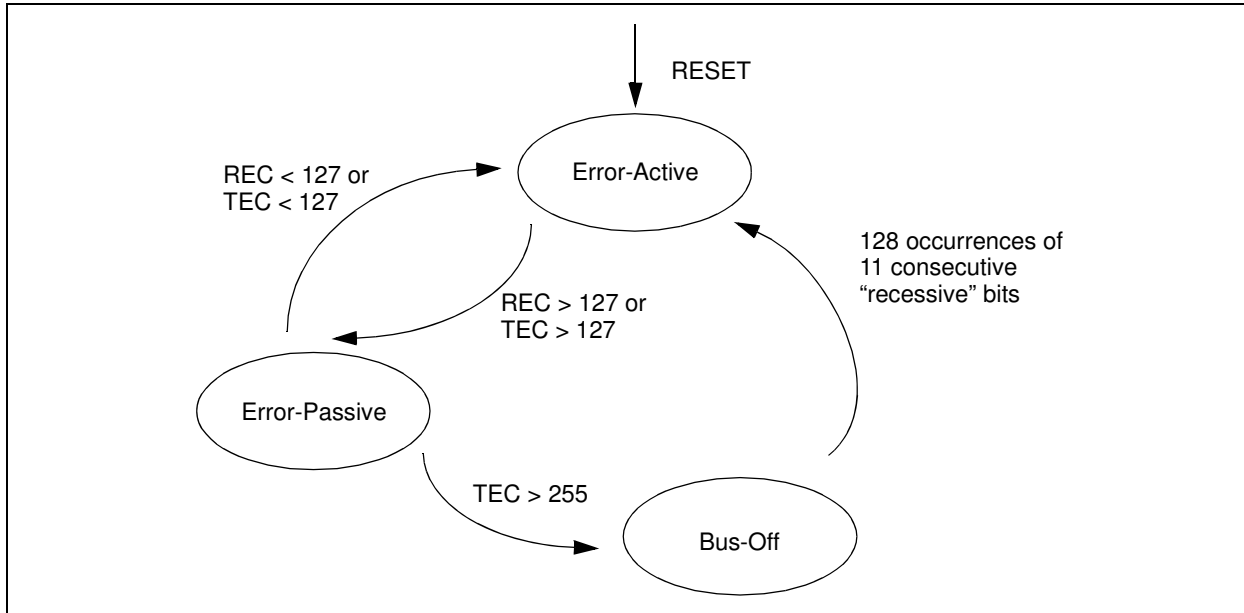 RESET
Error-Active
REC < 127 or
TEC < 127
128 occurrences of
11 consecutive
“recessive” bits
REC > 127 or
TEC > 127
Error-Passive
TEC > 255
Bus-Off